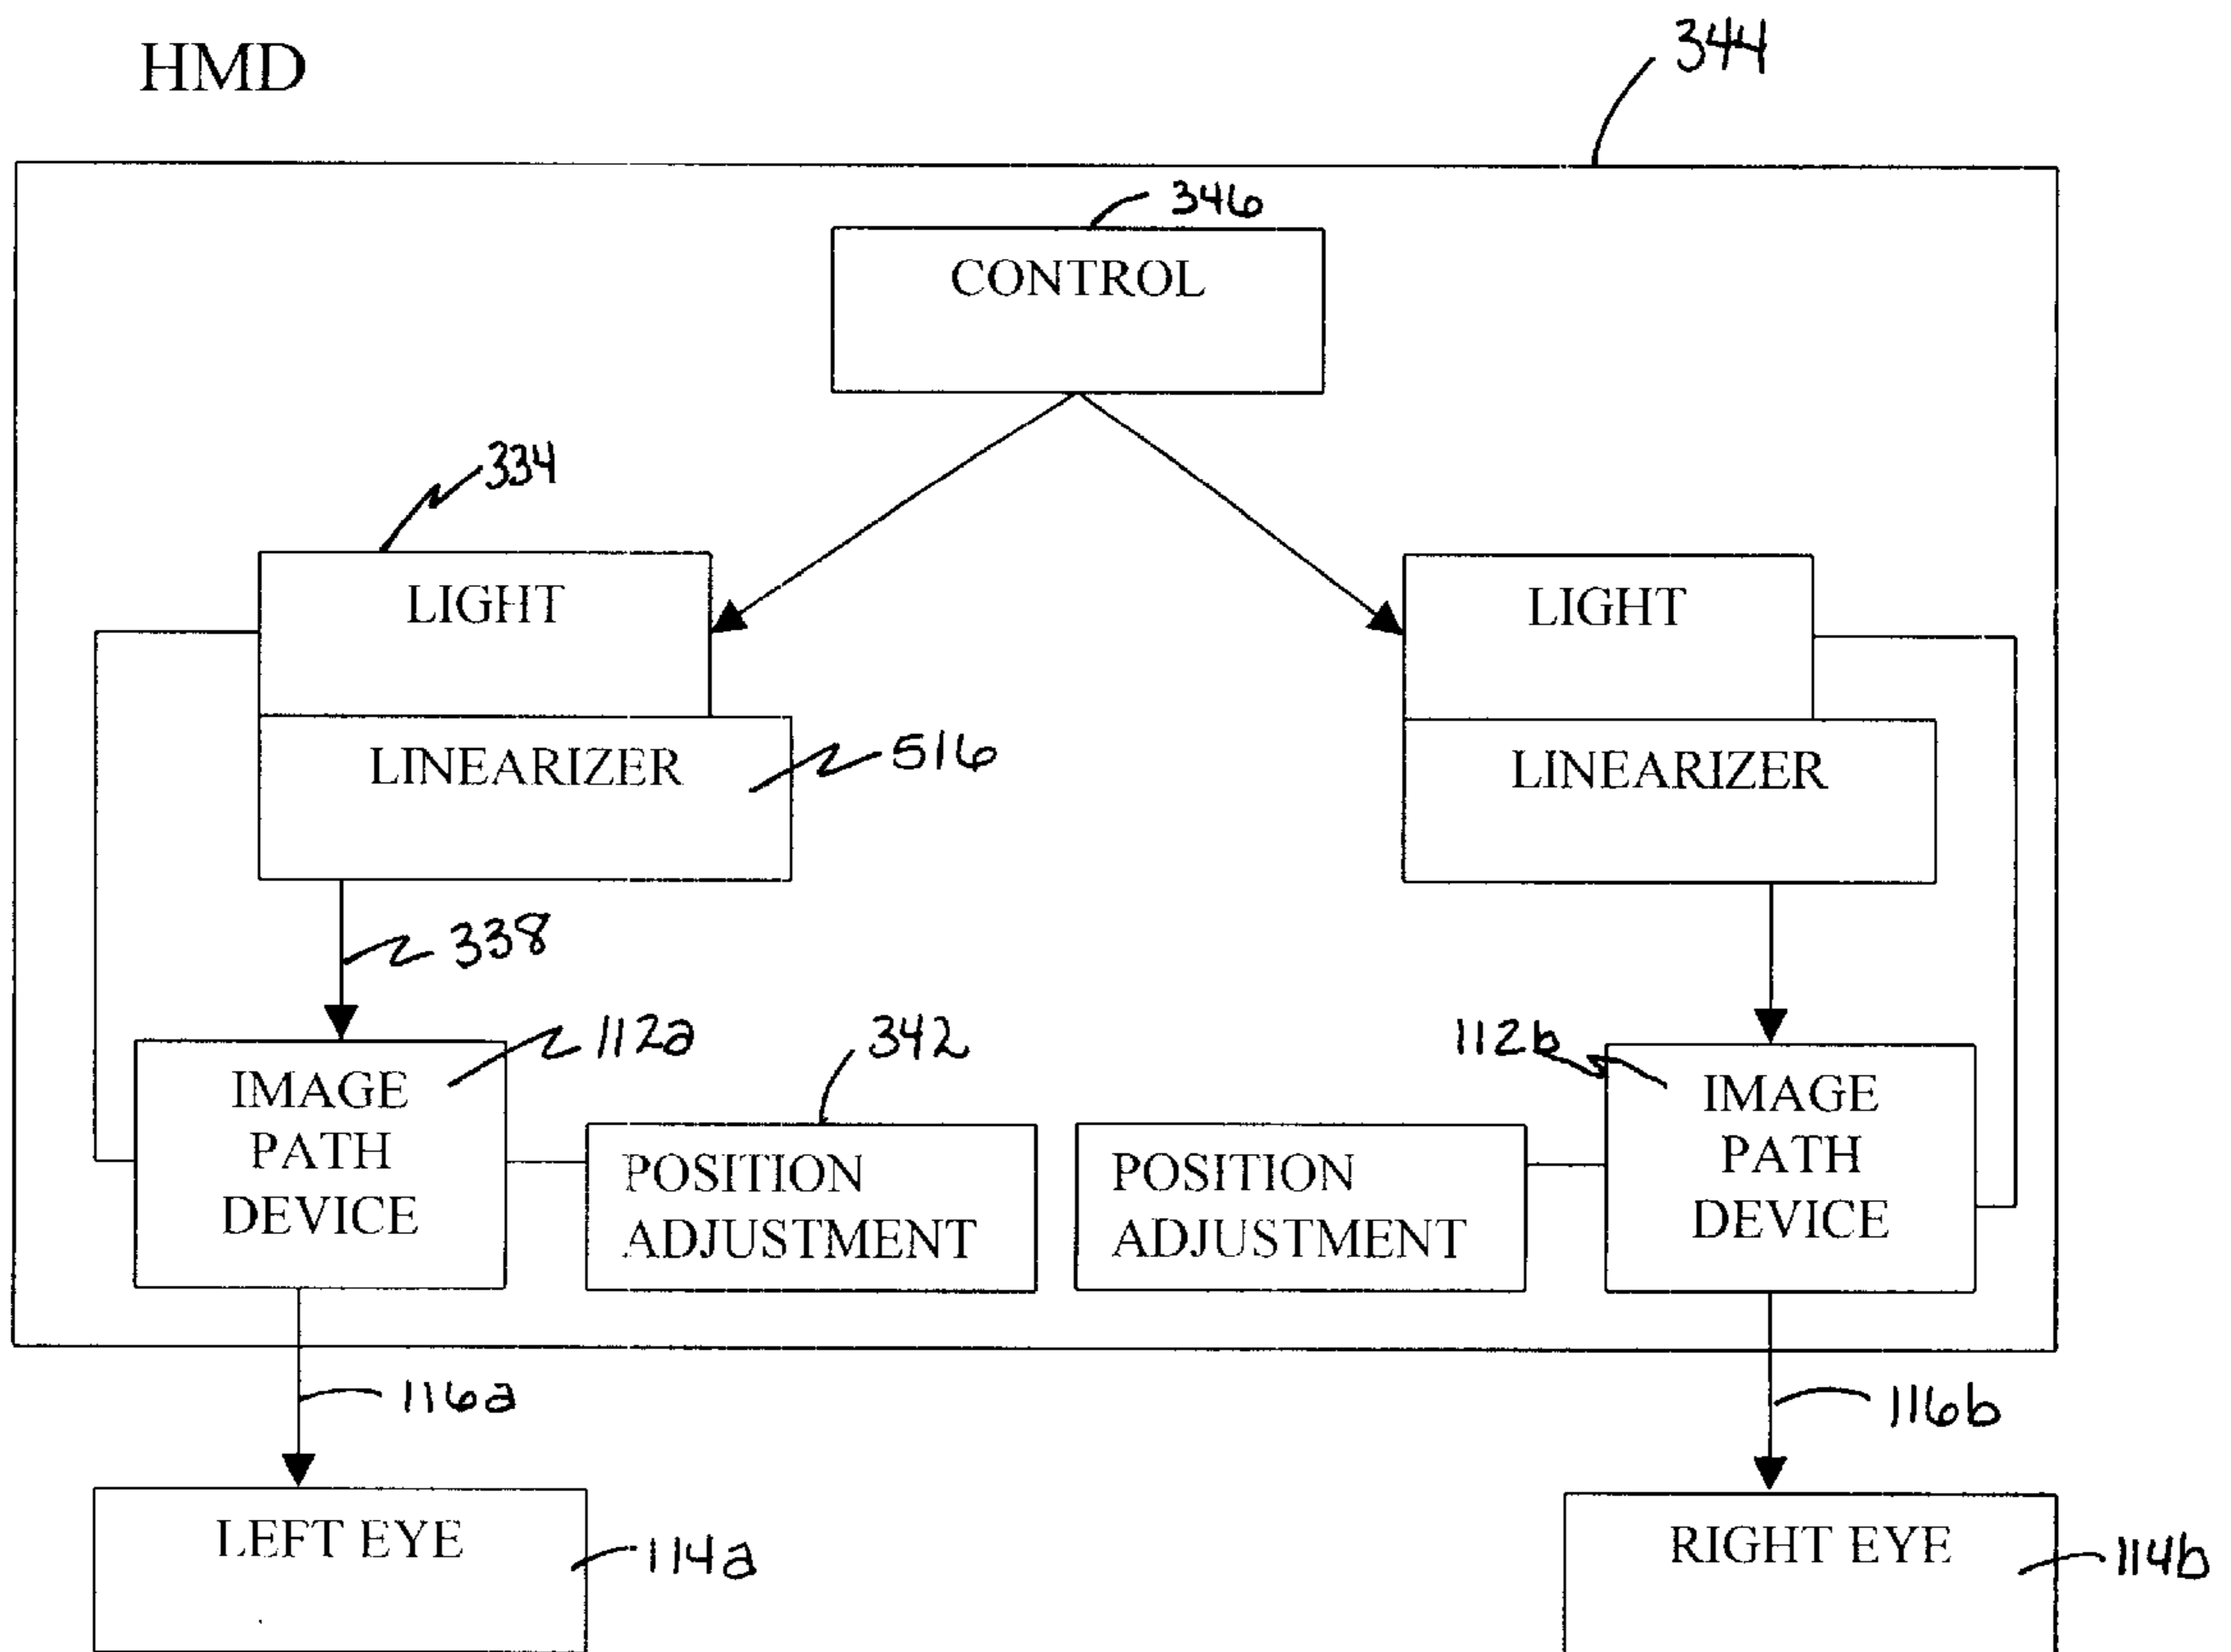 HMD
344
346
CONTROL
334
LIGHT
LIGHT
LINEARIZER
516
LINEARIZER
338
112a
342
112b
IMAGE
PATH
DEVICE
POSITION
ADJUSTMENT
POSITION
ADJUSTMENT
IMAGE
PATH
DEVICE
116a
116b
LEFT EYE
114a
RIGHT EYE
114b